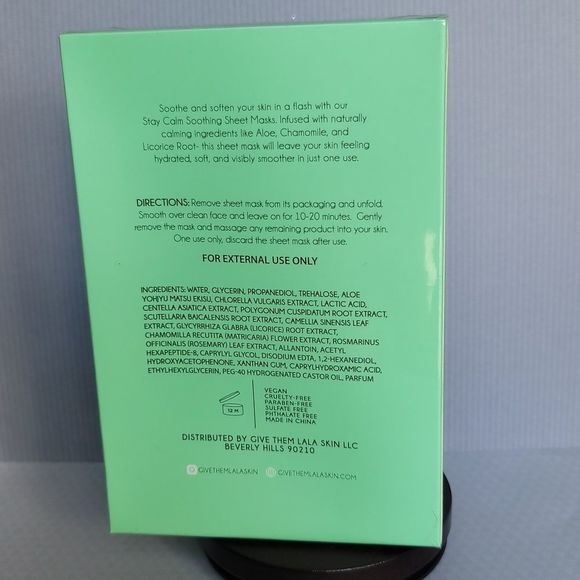 Soothe and soften your skin in a flash with our
Stay Calm Soothing Sheet Masks. Infused with naturally
calming ingredients like Aloe, Chamomile, and
Licorice Root- this sheet mask will leave your skin feeling
hydrated, soft, and visibly smoother in just one use.
DIRECTIONS: Remove sheet mask from its packaging and unfold.
Smooth over clean face and leave on for 10-20 minutes. Gently
remove the mask and massage any remaining product into your skin.
One use only, discard the sheet mask after use.
FOR EXTERNAL USE ONLY
INGREDIENTS: WATER, GLYCERIN, PROPANEDIOL, TREHALOSE, ALOE
YOHJYU MATSU EKISU, CHLORELLA VULGARIS EXTRACT, LACTIC ACID,
CENTELLA ASIATICA EXTRACT, POLYGONUM CUSPIDATUM ROOT EXTRACT,
SCUTELLARIA BAICALENSIS ROOT EXTRACT, CAMELLIA SINENSIS LEAF
EXTRACT, GLYCYRRHIZA GLABRA (LICORICE) ROOT EXTRACT,
CHAMOMILLA RECUTITA (MATRICARIA) FLOWER EXTRACT, ROSMARINUS
OFFICINALIS (ROSEMARY) LEAF EXTRACT, ALLANTOIN, ACETYL
HEXAPEPTIDE-8, CAPRYLYL GLYCOL, DISODIUM EDTA, 1,2-HEXANEDIOL,
HYDROXYACETOPHENONE, XANTHAN GUM, CAPRYLHYDROXAMIC ACID,
ETHYLHEXYLGLYCERIN, PEG-40 HYDROGENATED CASTOR OIL, PARFUM
12 M
VEGAN
CRUELTY-FREE
PARABEN-FREE
SULFATE FREE
PHTHALATE FREE
MADE IN CHINA
DISTRIBUTED BY GIVE THEM LALA SKIN LLC
BEVERLY HILLS 90210
GIVETHEMLALASKIN GIVETHEMLALASKIN.COM